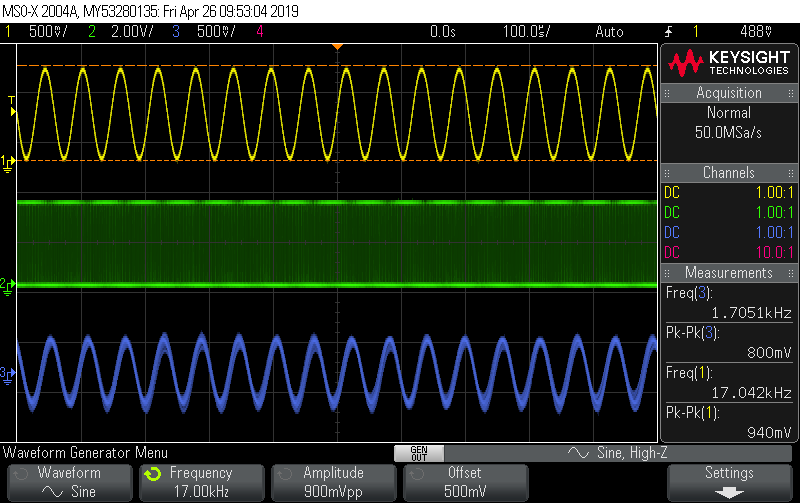 MSO-X 2004A, MY53280135: Fri Apr 26 09:53:04 2019
1 500mV/ 2 2.00V/ 3 500mV/ 4 0.0s 100.0s/ Auto 1 488mV
KEYSIGHT
TECHNOLOGIES
Acquisition
Normal
50.0MSa/s
Channels
DC 1.00:1
DC 1.00:1
DC 1.00:1
DC 10.0:1
Measurements
Freq(3):
1.7051kHz
Pk-Pk(3):
800mV
Freq(1):
17.042kHz
Pk-Pk(1):
940mV
T
1
2
3
Waveform Generator Menu
GEN
OUT
Sine, High-Z
Waveform
Sine
Frequency
17.00kHz
Amplitude
900mVpp
Offset
500mV
Settings